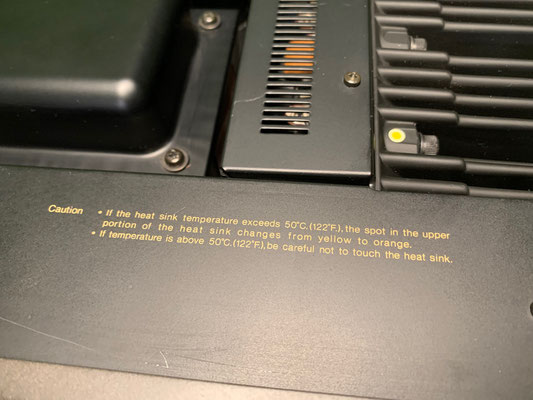 Caution • If the heat sink temperature exceeds 50°C, (122°F.), the spot in the upper
portion of the heat sink changes from yellow to orange.
• If temperature is above 50°C, (122°F.), be careful not to touch the heat sink.